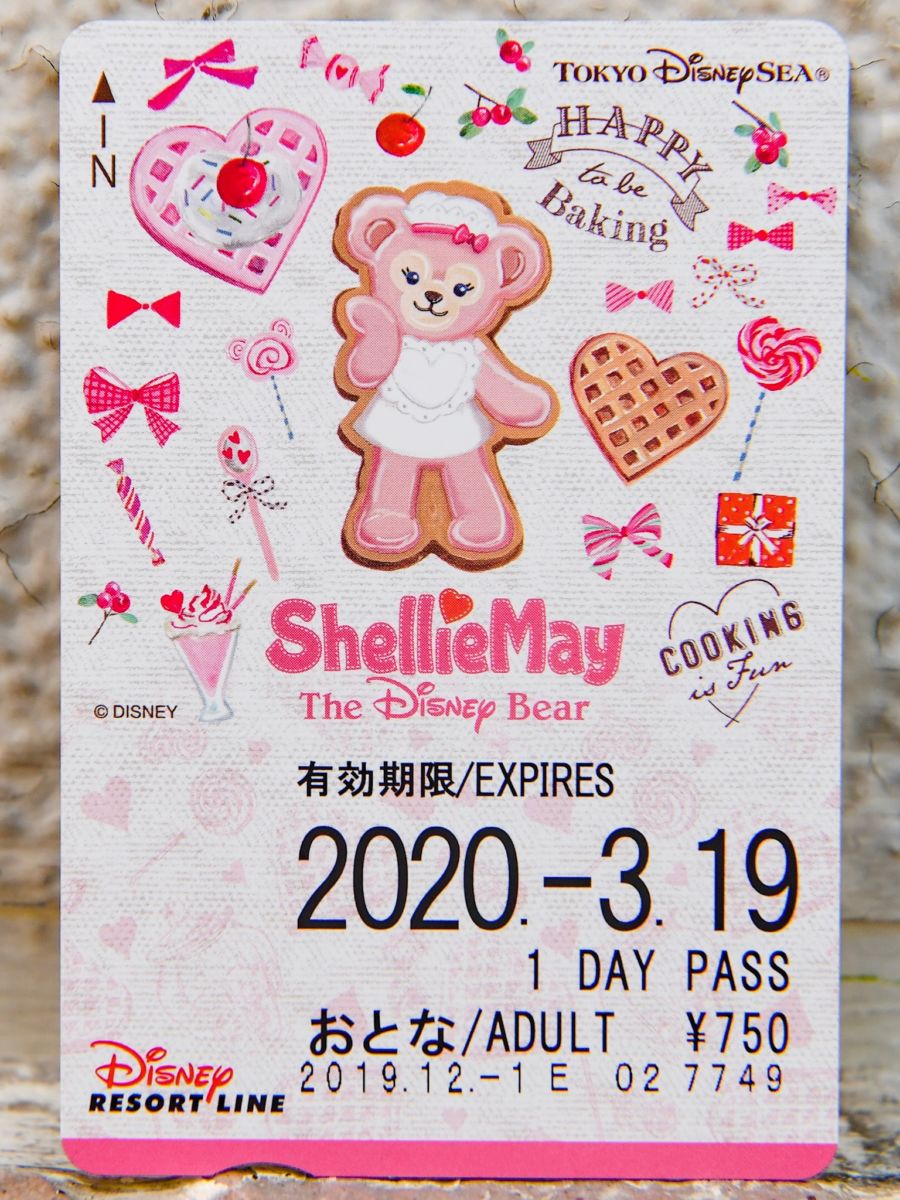 IN
TOKYO DISNEYSEA®
HAPPY
to be
Baking
ShellieMay
The Disney Bear
COOKING
is Fun
© DISNEY
有効期限/EXPIRES
2020.-3.19
1 DAY PASS
おとな/ADULT ¥750
2019.12.-1 E 02 7749
Disney
RESORT LINE